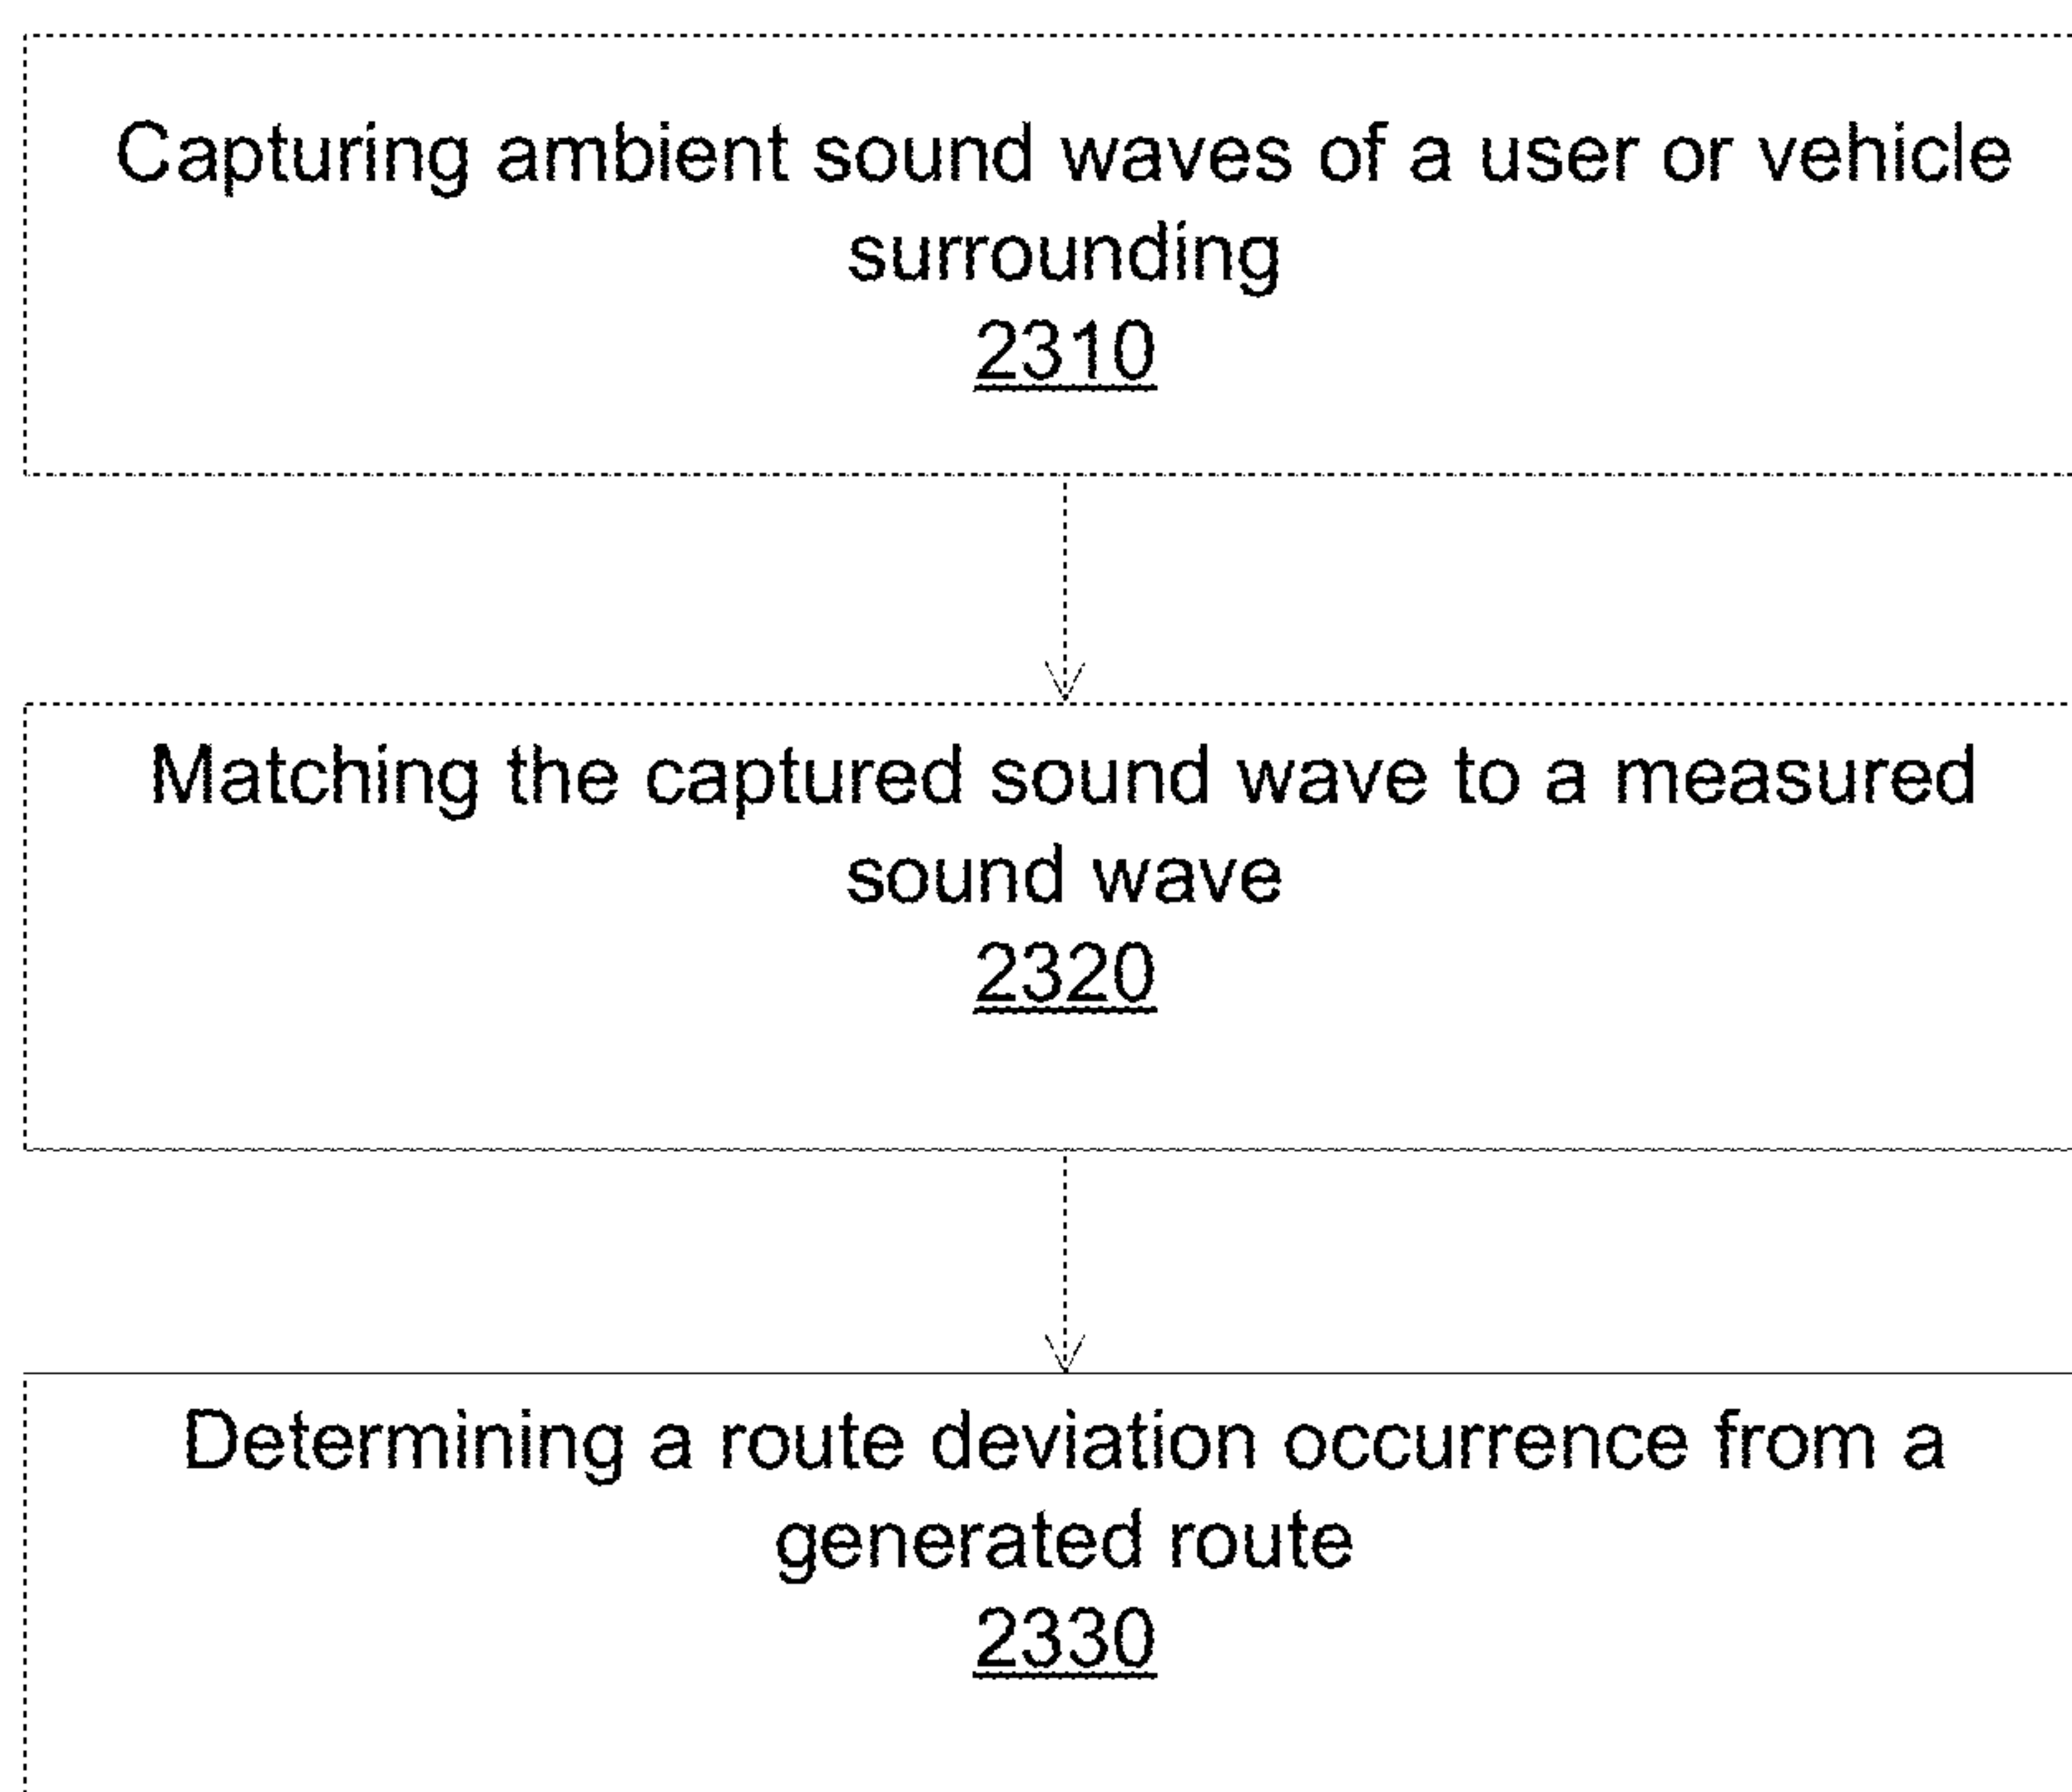 Capturing ambient sound waves of a user or vehicle
surrounding
2310
Matching the captured sound wave to a measured
sound wave
2320
Determining a route deviation occurrence from a
generated route
2330